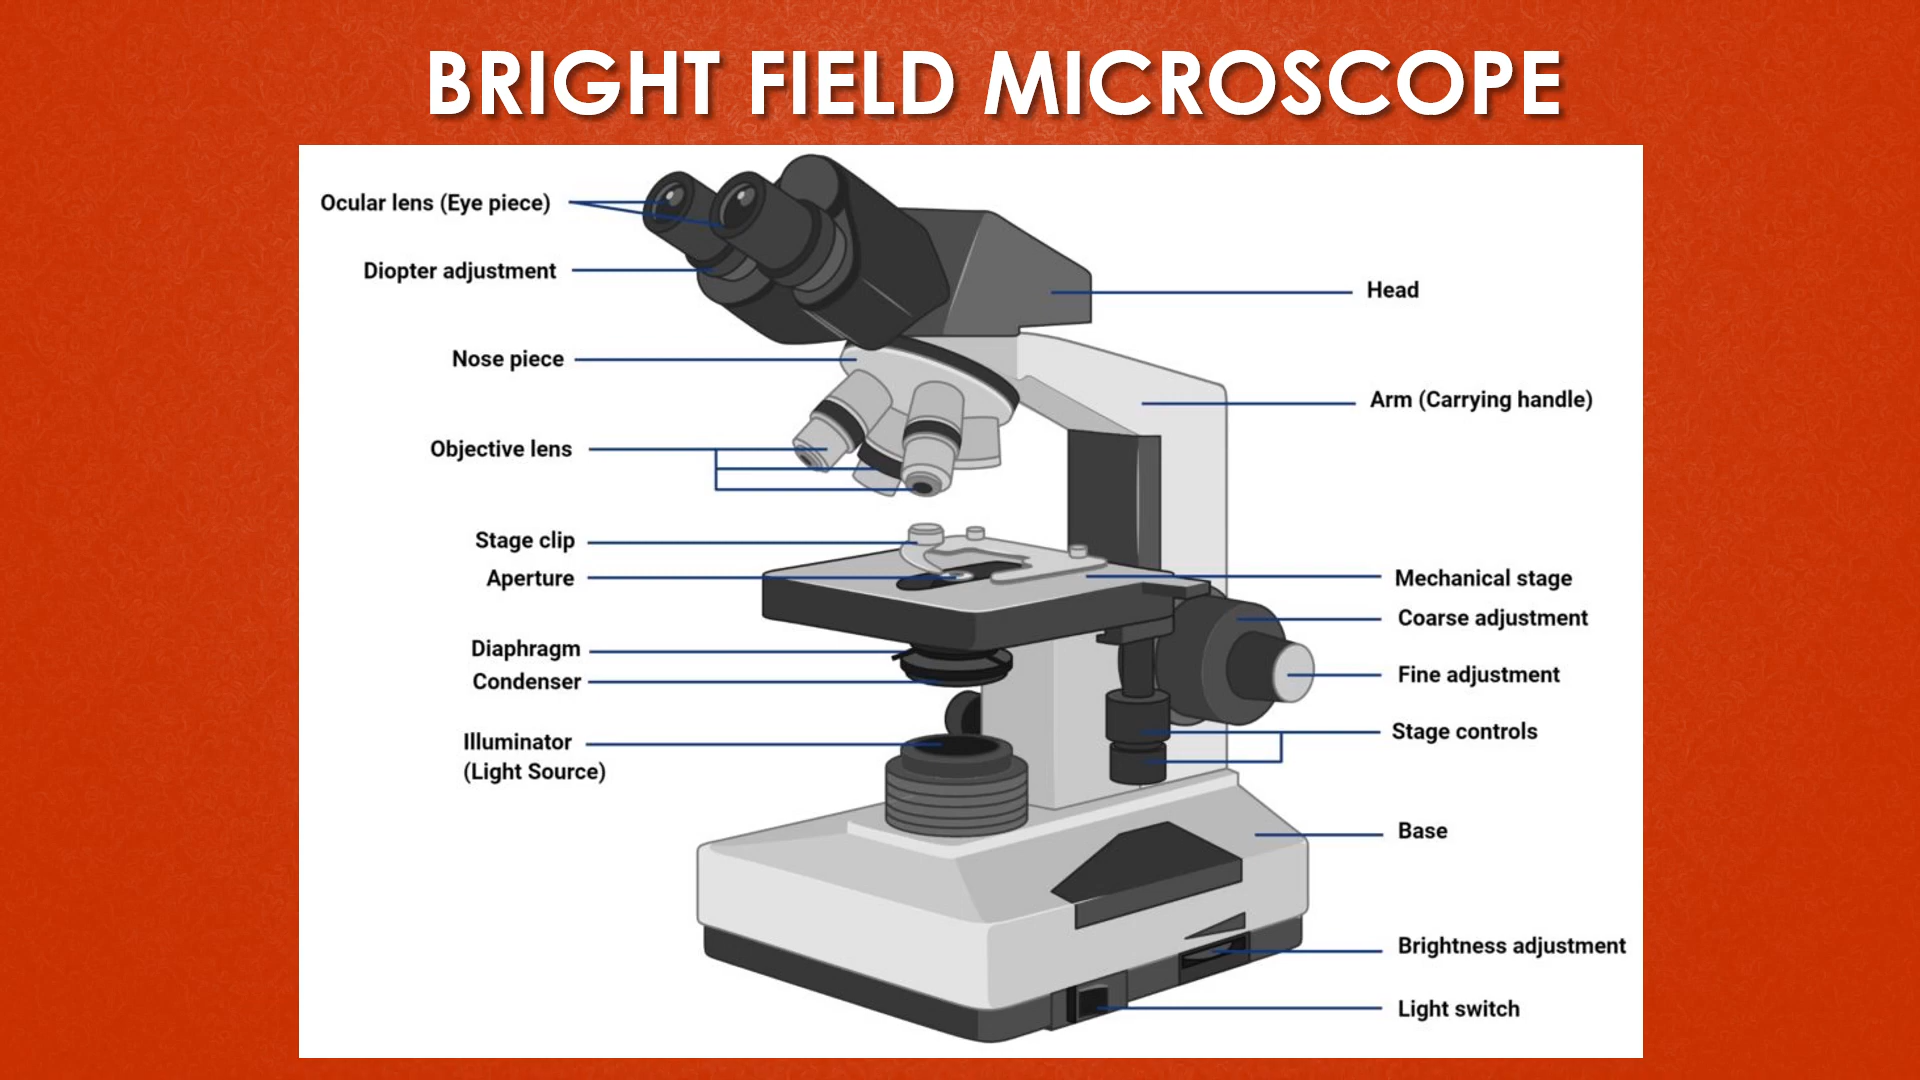 BRIGHT FIELD MICROSCOPE
Ocular lens (Eye piece)
Diopter adjustment
Nose piece
Objective lens
Stage clip
Aperture
Diaphragm
Condenser
Illuminator
(Light Source)
Head
Arm (Carrying handle)
Mechanical stage
Coarse adjustment
Fine adjustment
Stage controls
Base
Brightness adjustment
Light switch